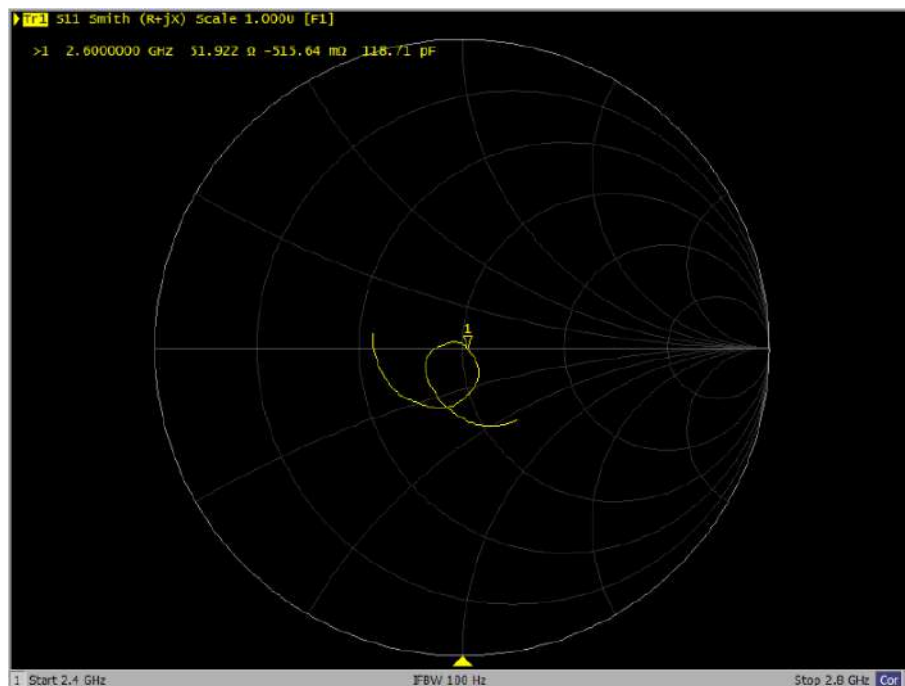 Tr1 S11 Smith (R+jX) Scale 1.000U [F1]
>1 2.6000000 GHz 51.922 Ω -515.64 mΩ 118.71 pF
1
1 Start 2.4 GHz IFBW 100 Hz Stop 2.8 GHz Cor